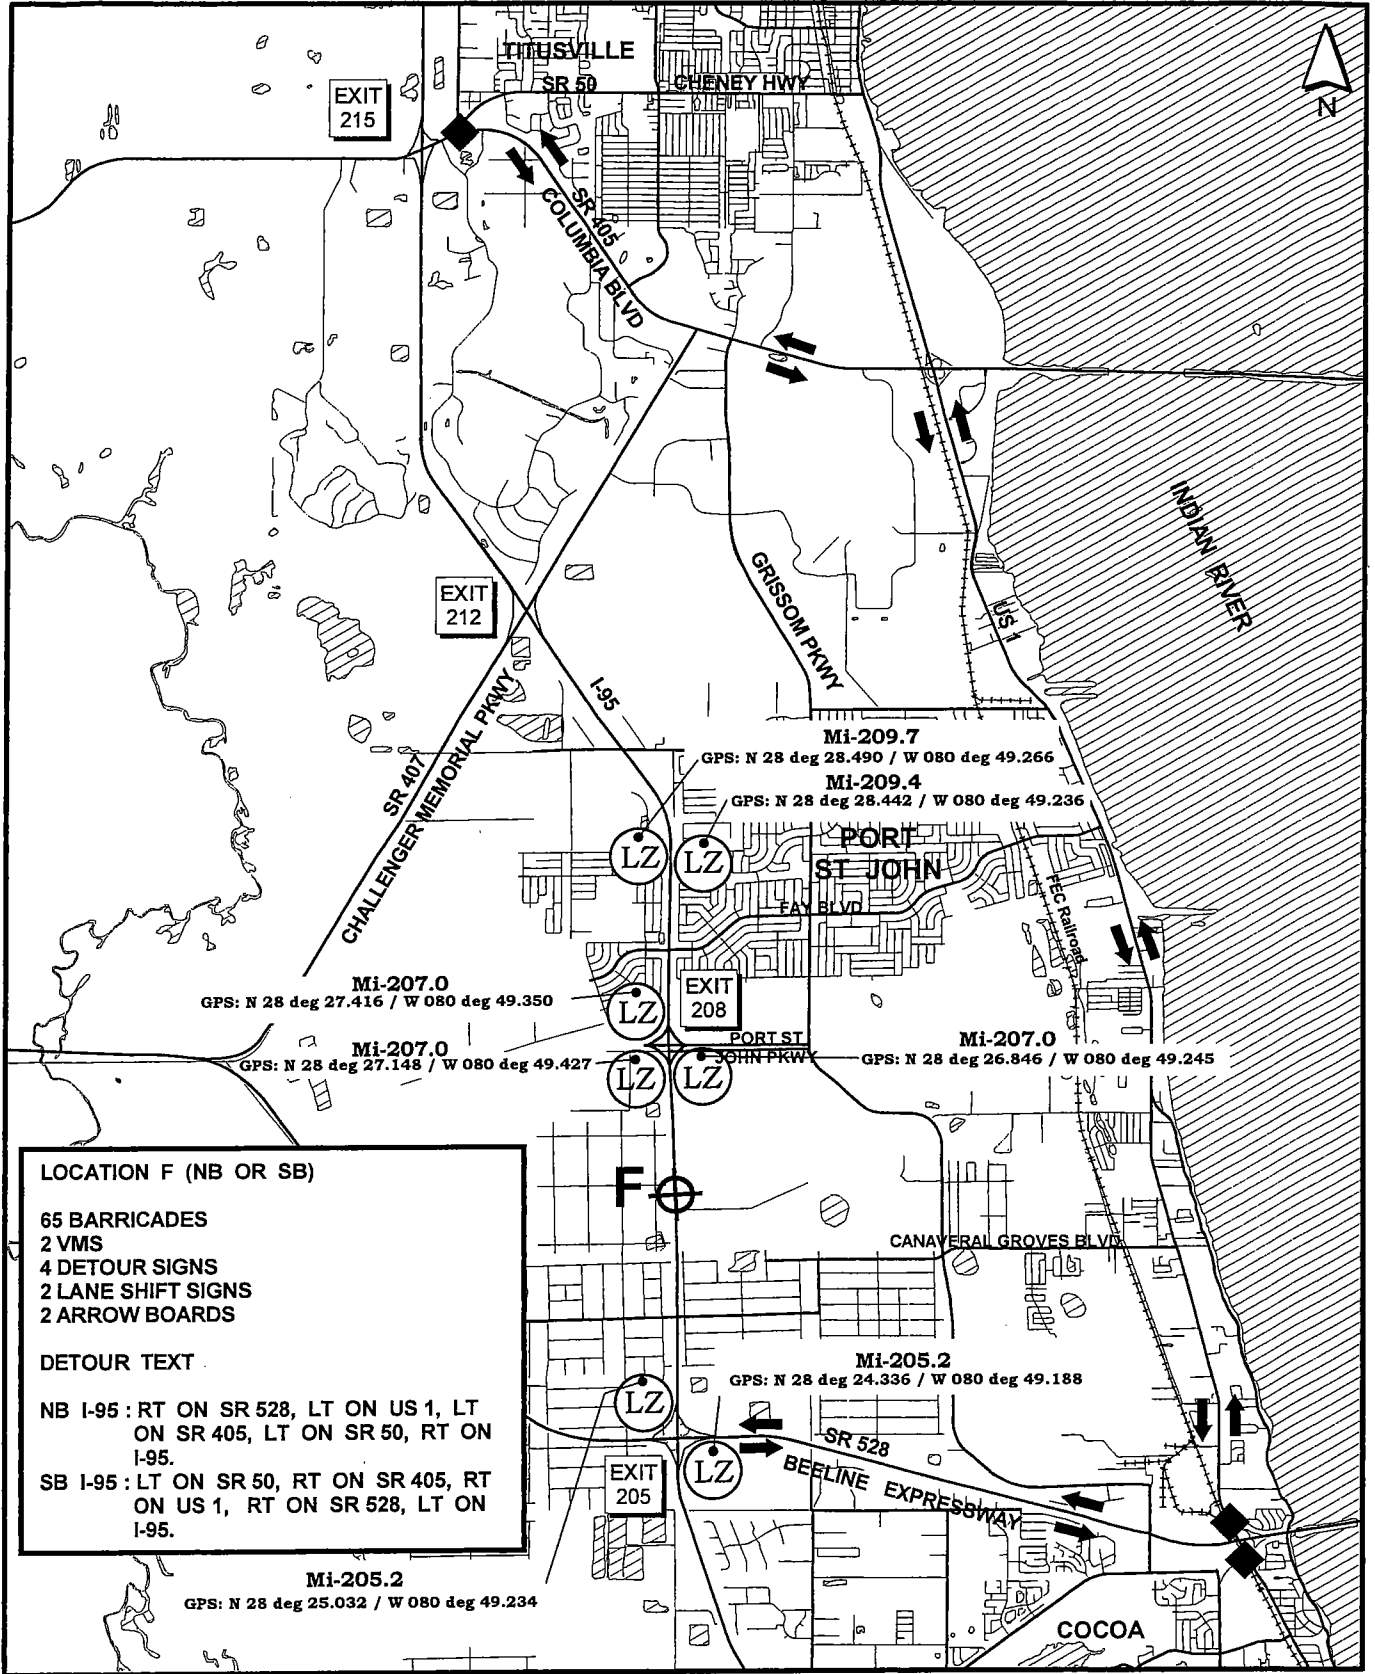 TITUSVILLE
SR 50
CHENEY HWY
EXIT
215
N
SR 405
COLUMBIA BLVD
INDIAN RIVER
EXIT
212
GRISSOM PKWY
US 1
I-95
SR 407
CHALLENGER MEMORIAL PKWY
Mi-209.7
GPS: N 28 deg 28.490 / W 080 deg 49.266
Mi-209.4
GPS: N 28 deg 28.442 / W 080 deg 49.236
LZ
LZ
PORT
ST JOHN
FAY BLVD
FEC Railroad
Mi-207.0
GPS: N 28 deg 27.416 / W 080 deg 49.350
LZ
EXIT
208
Mi-207.0
GPS: N 28 deg 27.148 / W 080 deg 49.427
LZ
LZ
PORT ST
JOHN PKWY
Mi-207.0
GPS: N 28 deg 26.846 / W 080 deg 49.245
F
CANAVERAL GROVES BLVD
LOCATION F (NB OR SB)
65 BARRICADES
2 VMS
4 DETOUR SIGNS
2 LANE SHIFT SIGNS
2 ARROW BOARDS
DETOUR TEXT
NB I-95 : RT ON SR 528, LT ON US 1, LT
ON SR 405, LT ON SR 50, RT ON
I-95.
SB I-95 : LT ON SR 50, RT ON SR 405, RT
ON US 1, RT ON SR 528, LT ON
I-95.
Mi-205.2
GPS: N 28 deg 24.336 / W 080 deg 49.188
LZ
LZ
SR 528
BEELINE EXPRESSWAY
EXIT
205
Mi-205.2
GPS: N 28 deg 25.032 / W 080 deg 49.234
COCOA